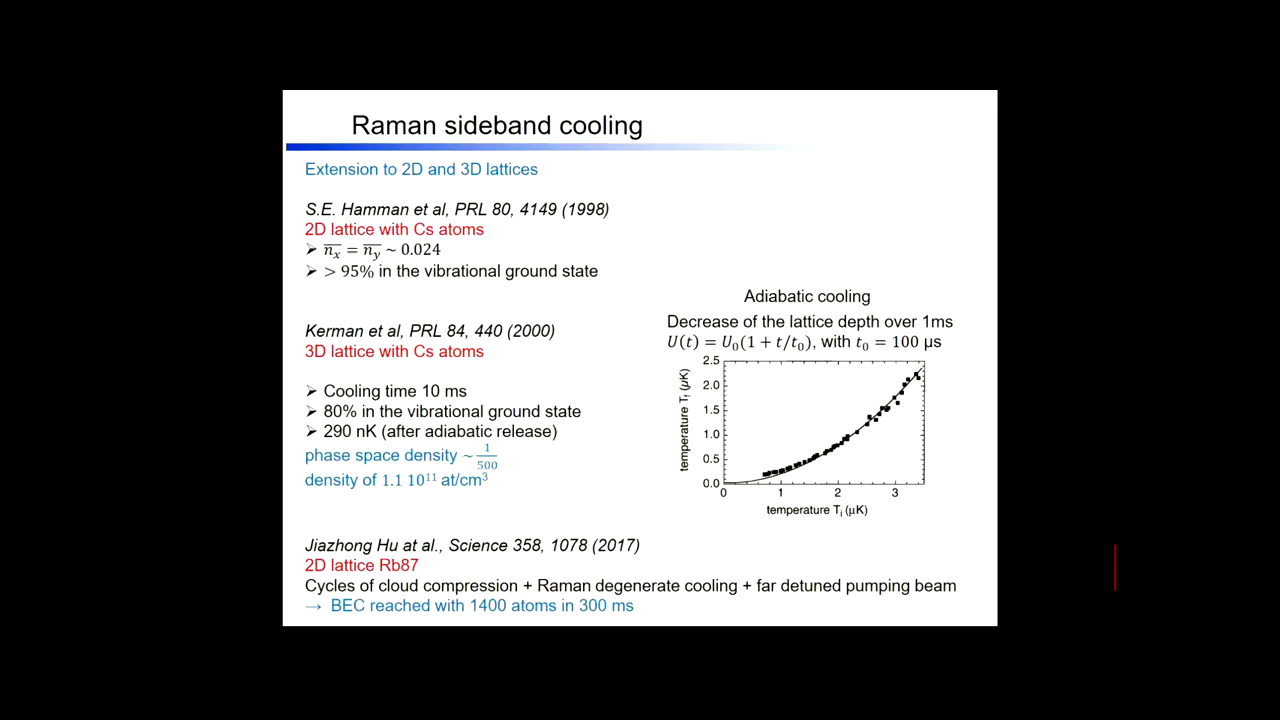 Raman sideband cooling
Extension to 2D and 3D lattices
S.E. Hamman et al, PRL 80, 4149 (1998)
2D lattice with Cs atoms
➢ n̅ₓ = n̅ᵧ ~ 0.024
➢ > 95% in the vibrational ground state
Kerman et al, PRL 84, 440 (2000)
3D lattice with Cs atoms
➢ Cooling time 10 ms
➢ 80% in the vibrational ground state
➢ 290 nK (after adiabatic release)
phase space density ~ 1/500
density of 1.1 10¹¹ at/cm³
Adiabatic cooling
Decrease of the lattice depth over 1ms
U(t) = U₀(1 + t/t₀), with t₀ = 100 µs
temperature Tf (µK)
2.5
2.0
1.5
1.0
0.5
0.0
0 1 2 3
temperature Ti (µK)
Jiazhong Hu at al., Science 358, 1078 (2017)
2D lattice Rb87
Cycles of cloud compression + Raman degenerate cooling + far detuned pumping beam
→ BEC reached with 1400 atoms in 300 ms